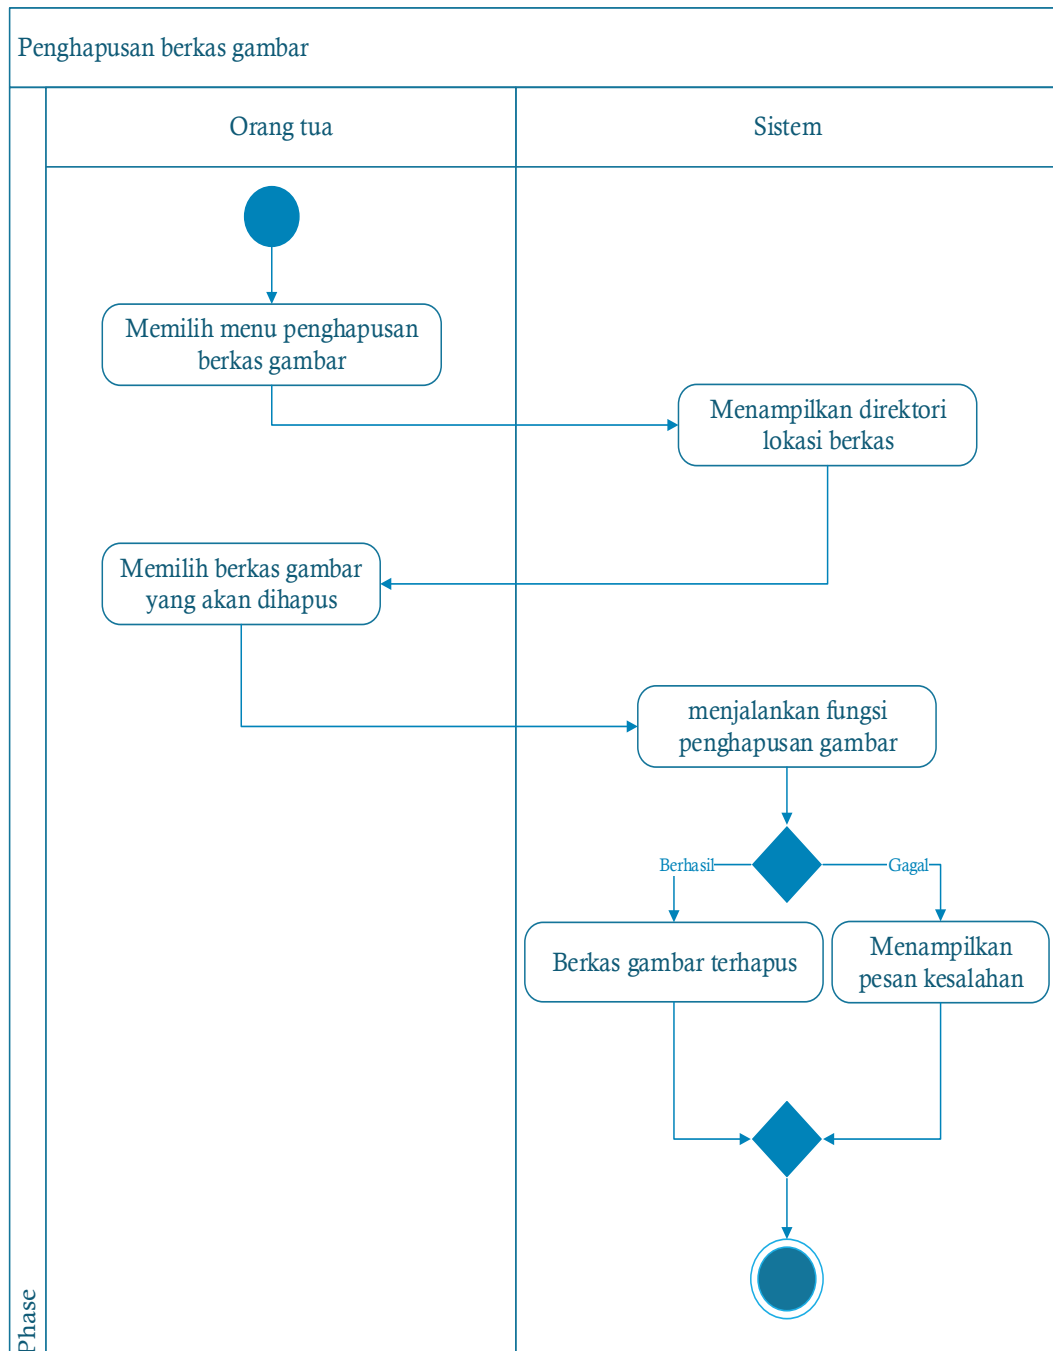 Penghapusan berkas gambar
Orang tua
Sistem
Memilih menu penghapusan
berkas gambar
Menampilkan direktori
lokasi berkas
Memilih berkas gambar
yang akan dihapus
menjalankan fungsi
penghapusan gambar
Berhasil
Gagal
Berkas gambar terhapus
Menampilkan
pesan kesalahan
Phase